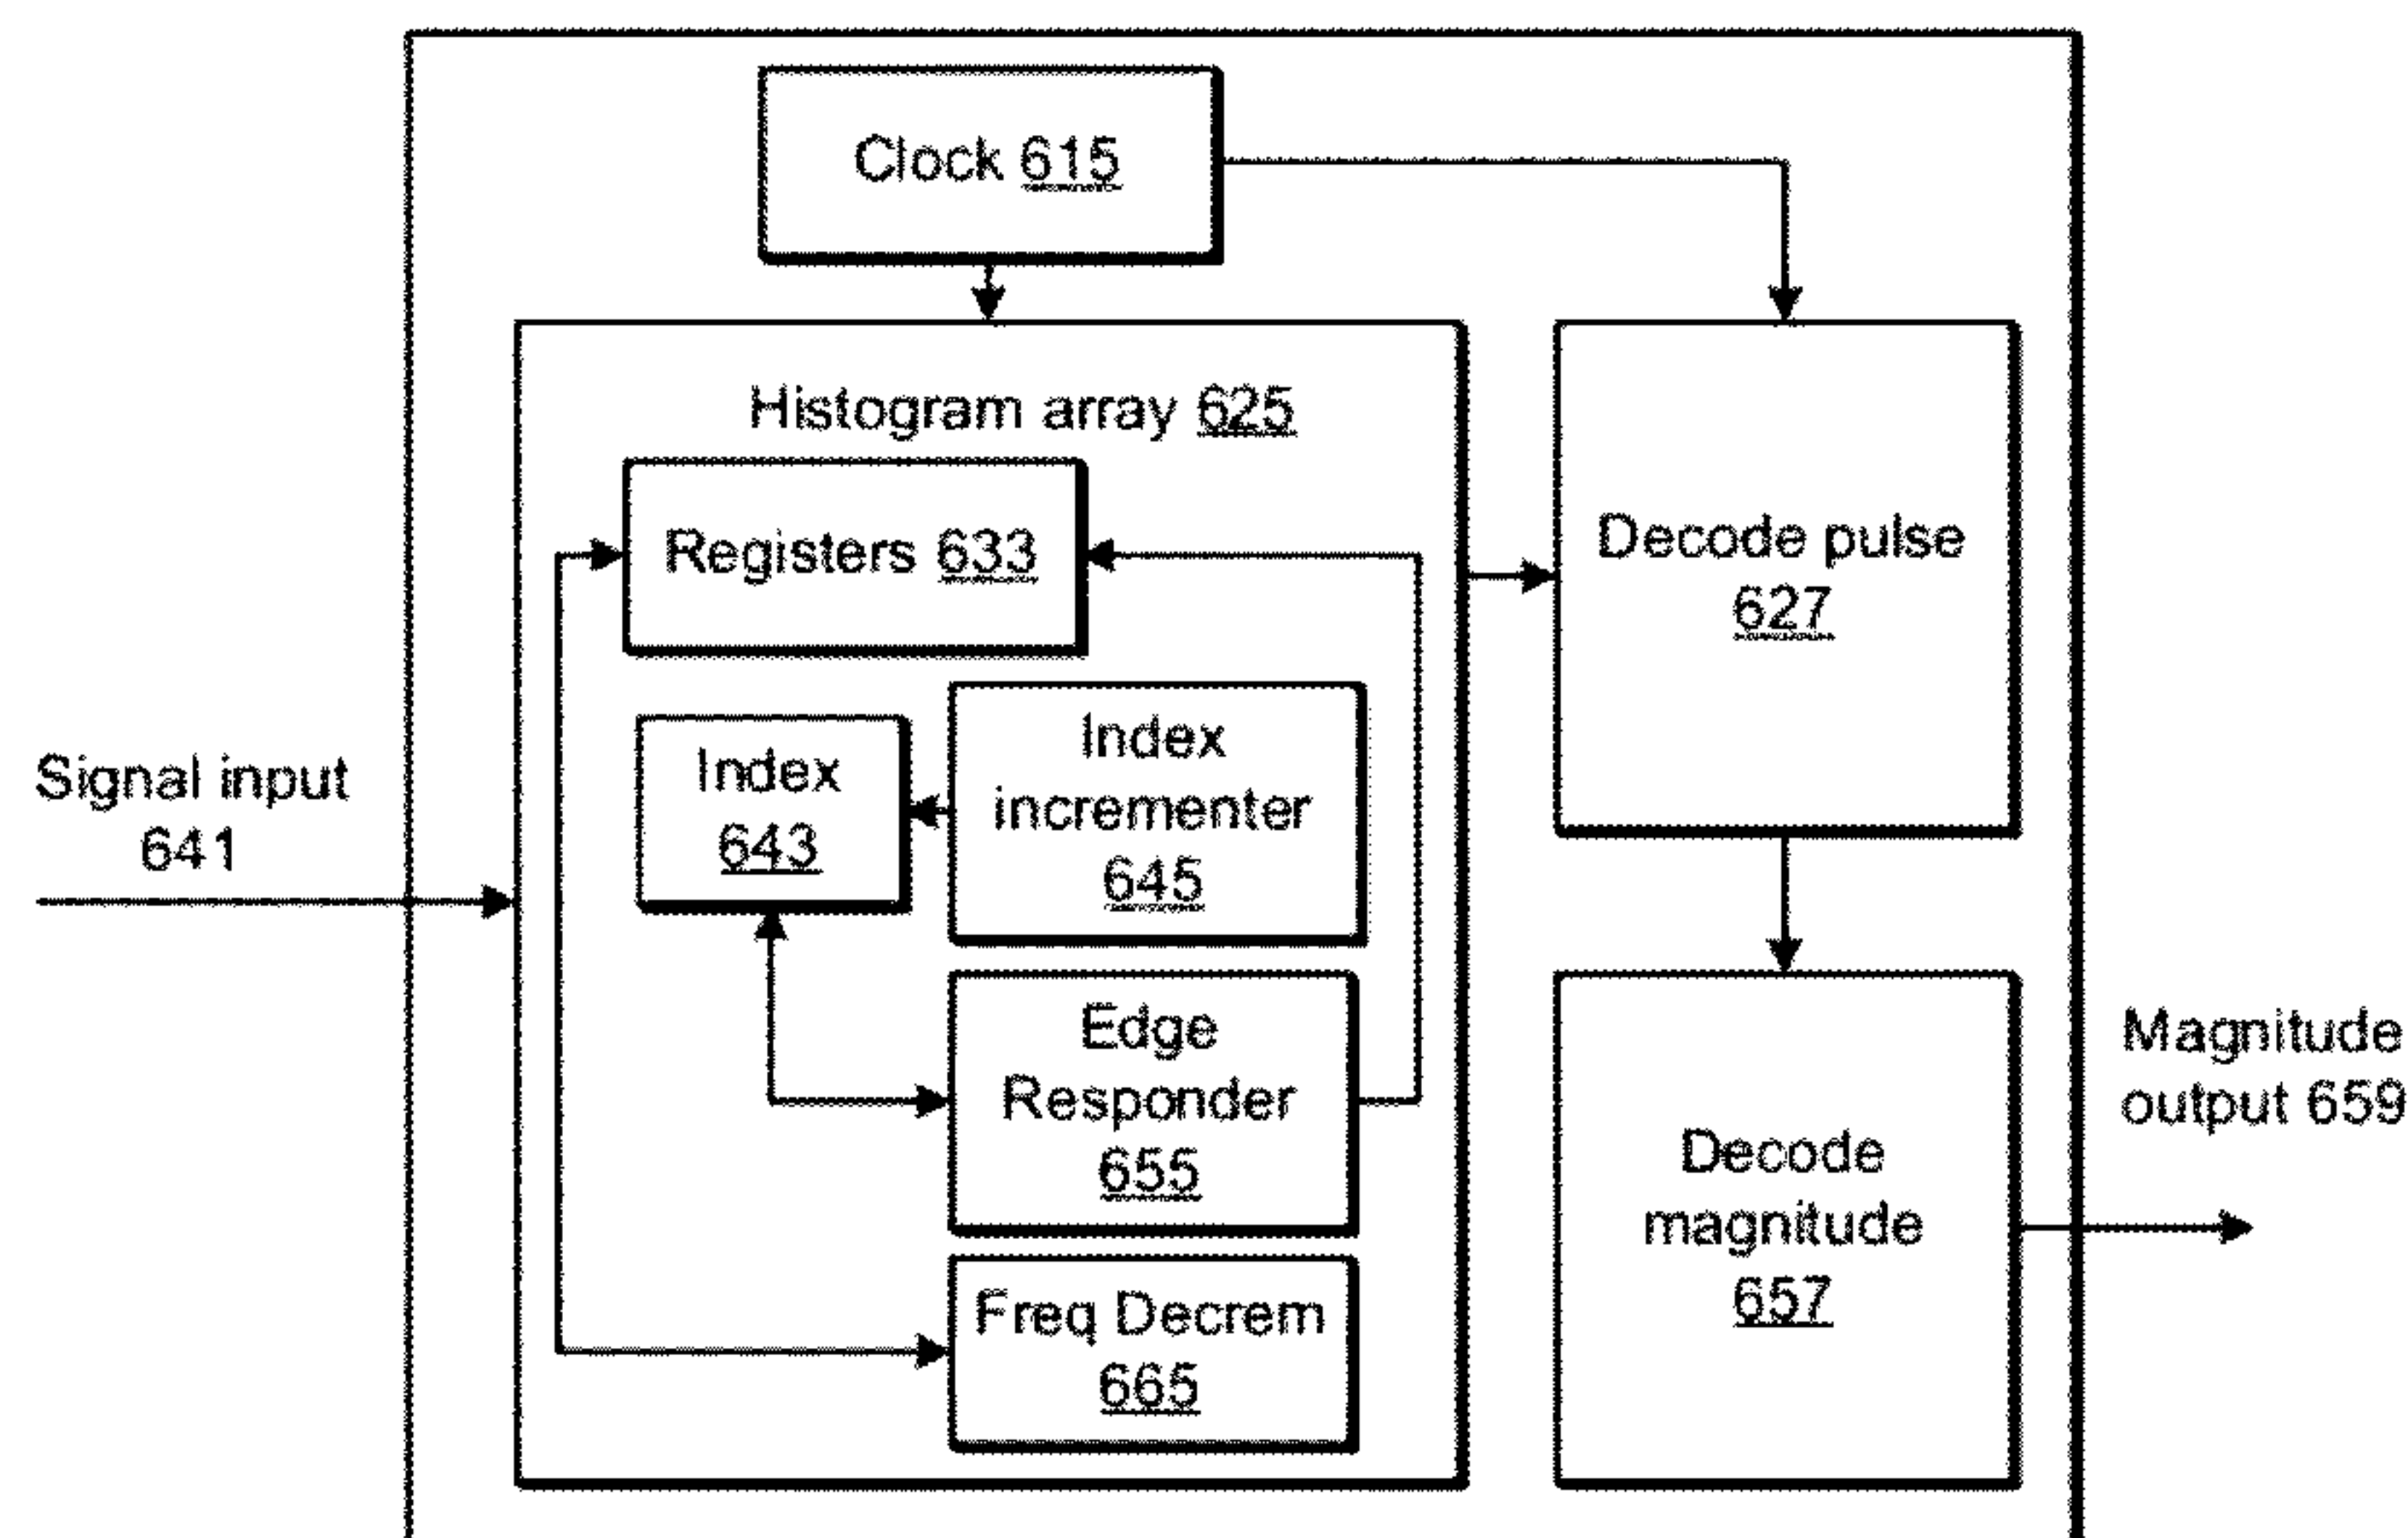 Clock 615
Histogram array 625
Registers 633
Decode pulse
627
Index
643
Index
incrementer
645
Signal input
641
Edge
Responder
655
Magnitude
output 659
Decode
magnitude
657
Freq Decrem
665